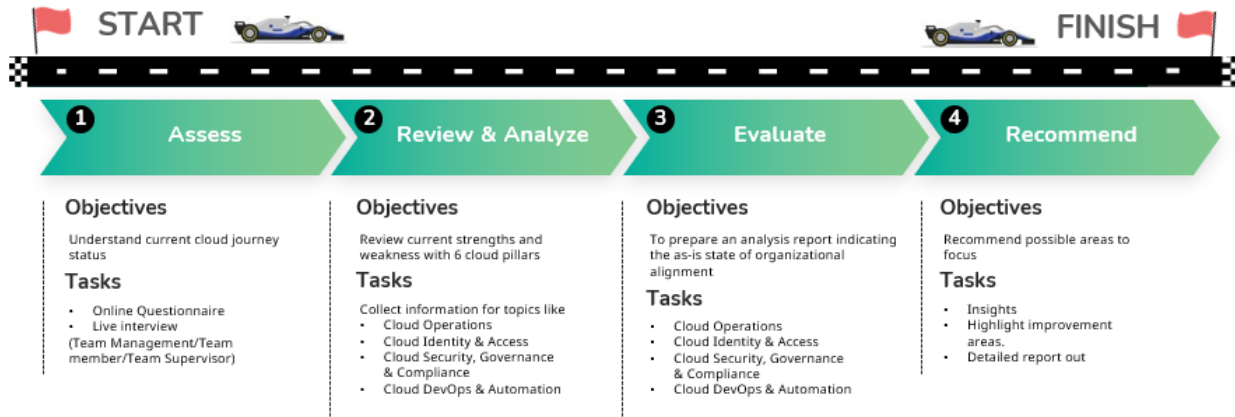 START
FINISH
1
Assess
2
Review & Analyze
3
Evaluate
4
Recommend
Objectives
Understand current cloud journey
status
Tasks
• Online Questionnaire
• Live interview
(Team Management/Team
member/Team Supervisor)
Objectives
Review current strengths and
weakness with 6 cloud pillars
Tasks
Collect information for topics like
• Cloud Operations
• Cloud Identity & Access
• Cloud Security, Governance
& Compliance
• Cloud DevOps & Automation
Objectives
To prepare an analysis report indicating
the as-is state of organizational
alignment
Tasks
• Cloud Operations
• Cloud Identity & Access
• Cloud Security, Governance
& Compliance
• Cloud DevOps & Automation
Objectives
Recommend possible areas to
focus
Tasks
• Insights
• Highlight improvement
areas.
• Detailed report out